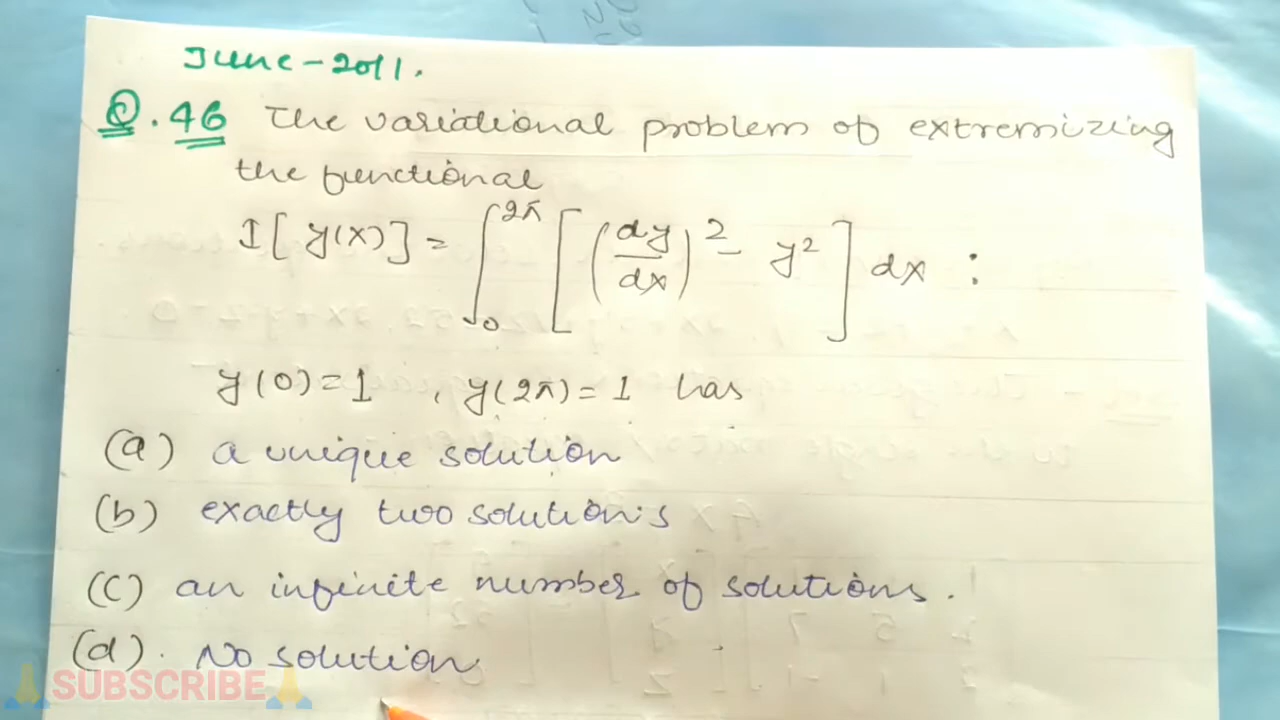 June-2011.
Q.46 The variational problem of extremizing
the functional
I[y(x)] = ∫₀^{2π} [(dy/dx)² - y²] dx :
y(0)=1 , y(2π)=1 has
(a) a unique solution
(b) exactly two solutions
(c) an infinite number of solutions.
(d). No solution
🙏SUBSCRIBE🙏